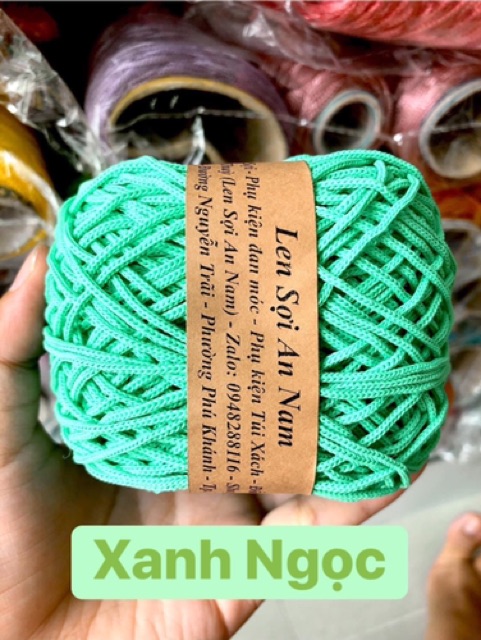 Len Sợi An Nam
- Phụ kiện đan móc - Phụ kiện Túi Xách -
(Len Sợi An Nam) - Zalo: 0948288116 -
Đường Nguyễn Trãi - Phường Phú Khánh -
Xanh Ngọc